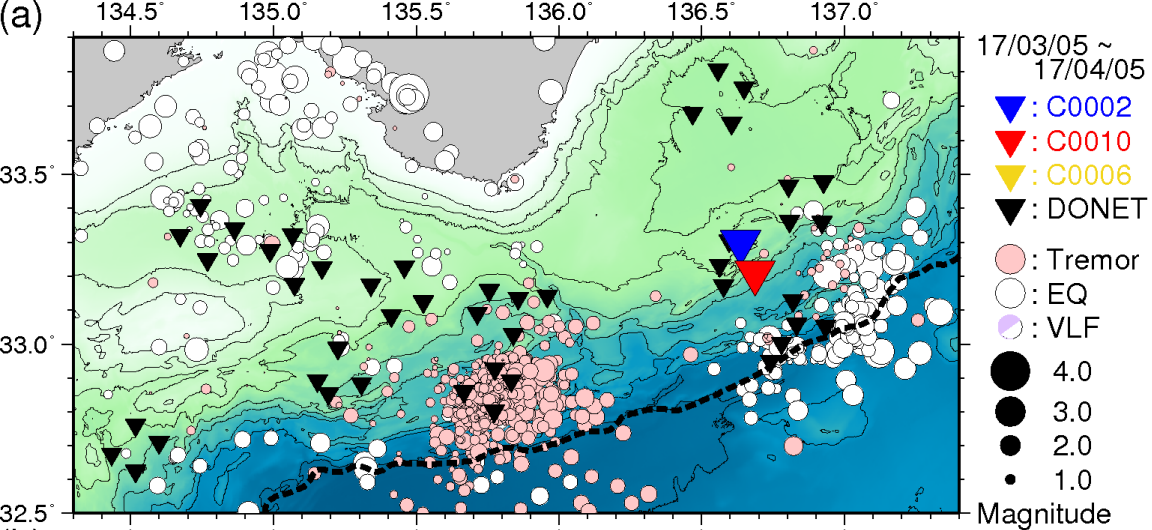 (a)
134.5° 135.0° 135.5° 136.0° 136.5° 137.0°
17/03/05 ~
17/04/05
: C0002
: C0010
: C0006
: DONET
: Tremor
: EQ
: VLF
4.0
3.0
2.0
1.0
Magnitude
33.5°
33.0°
32.5°